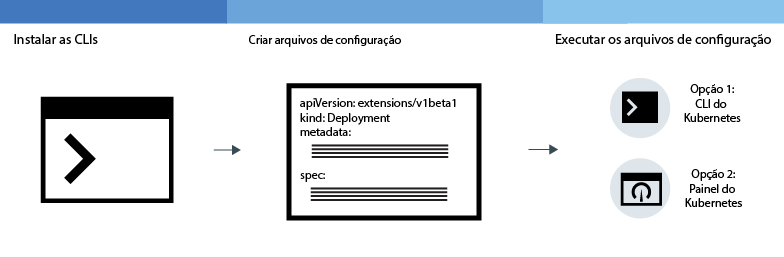 Instalar as CLIs
Criar arquivos de configuração
Executar os arquivos de configuração
apiVersion: extensions/v1beta1
kind: Deployment
metadata:
spec:
Opção 1:
CLI do
Kubernetes
Opção 2:
Painel do
Kubernetes